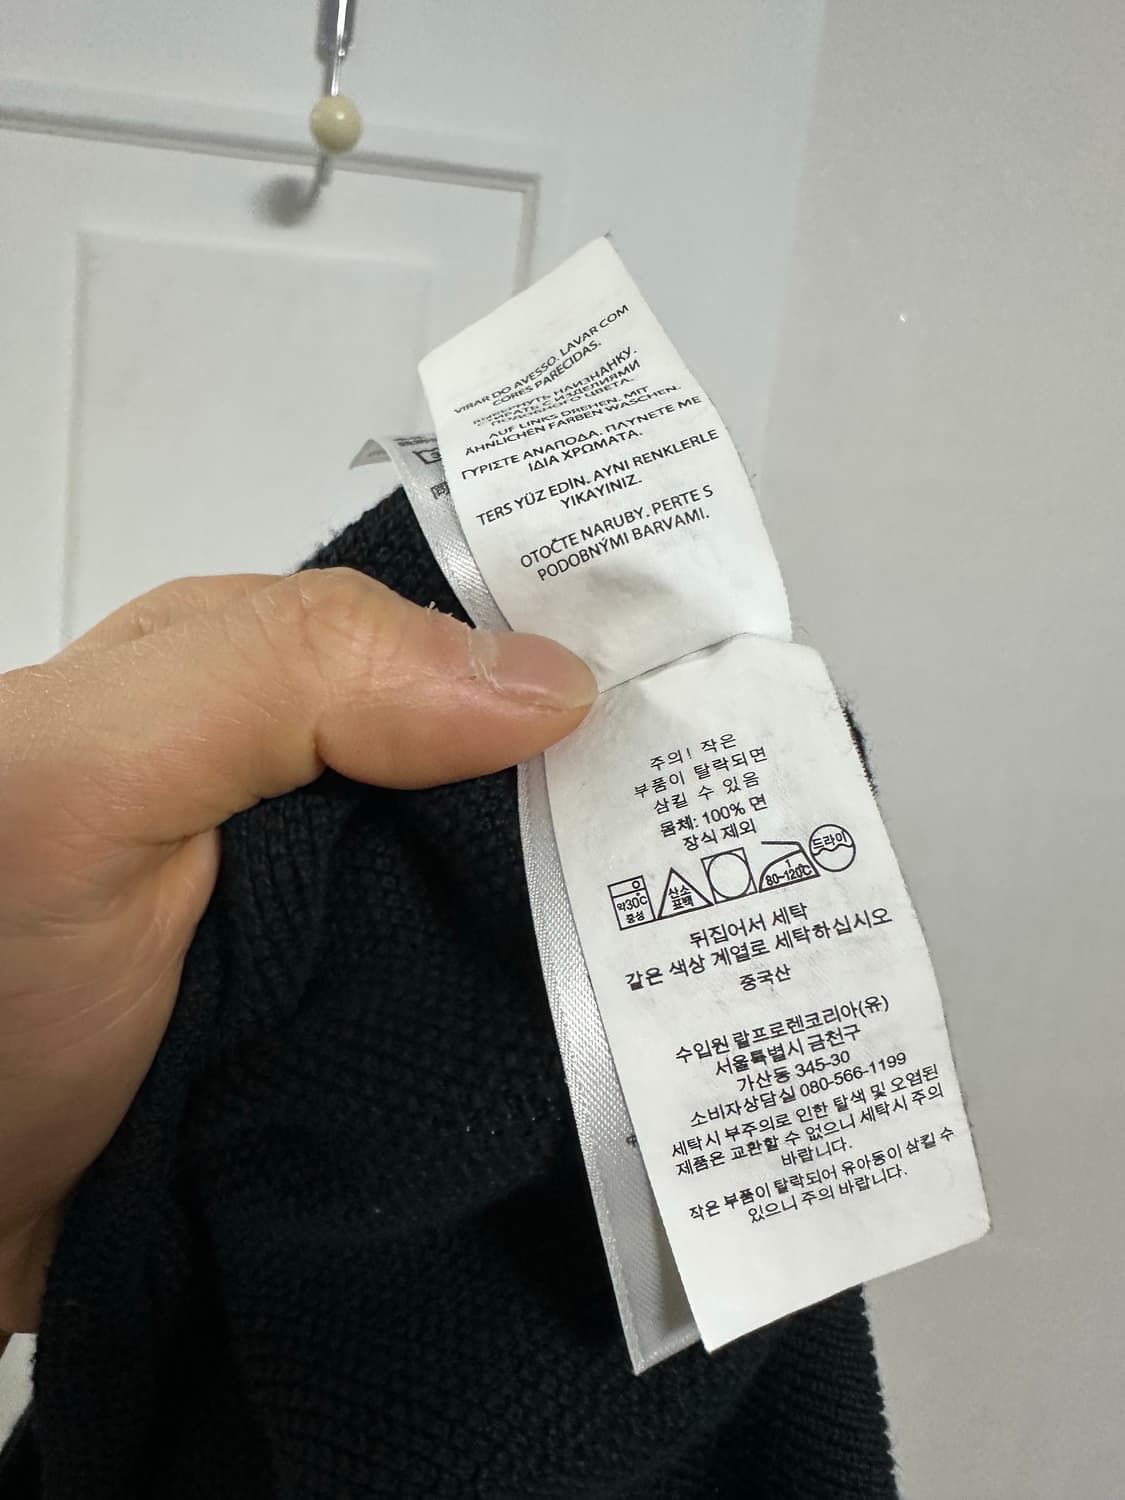 VIRAR DO AVESSO. LAVAR COM
CORES PARECIDAS.
ВЫВЕРНУТЬ НАИЗНАНКУ.
СТИРАТЬ С ИЗДЕЛИЯМИ
ПОДОБНОГО ЦВЕТА.
AUF LINKS DREHEN. MIT
ÄHNLICHEN FARBEN WASCHEN.
ΓΥΡΙΣΤΕ ΑΝΑΠΟΔΑ. ΠΛΥΝΕΤΕ ΜΕ
ΙΔΙΑ ΧΡΩΜΑΤΑ.
TERS YÜZ EDİN. AYNI RENKLERLE
YIKAYINIZ.
OTOČTE NARUBY. PERTE S
PODOBNÝMI BARVAMI.
주의! 작은
부품이 탈락되면
삼킬 수 있음
몸체: 100% 면
장식 제외
약30°C
중성
산소
표백
1
80~120°C
드라이
뒤집어서 세탁
같은 색상 계열로 세탁하십시오
중국산
수입원 랄프로렌코리아(유)
서울특별시 금천구
가산동 345-30
소비자상담실 080-566-1199
세탁시 부주의로 인한 탈색 및 오염된
제품은 교환할 수 없으니 세탁시 주의
바랍니다.
작은 부품이 탈락되어 유아동이 삼킬 수
있으니 주의 바랍니다.